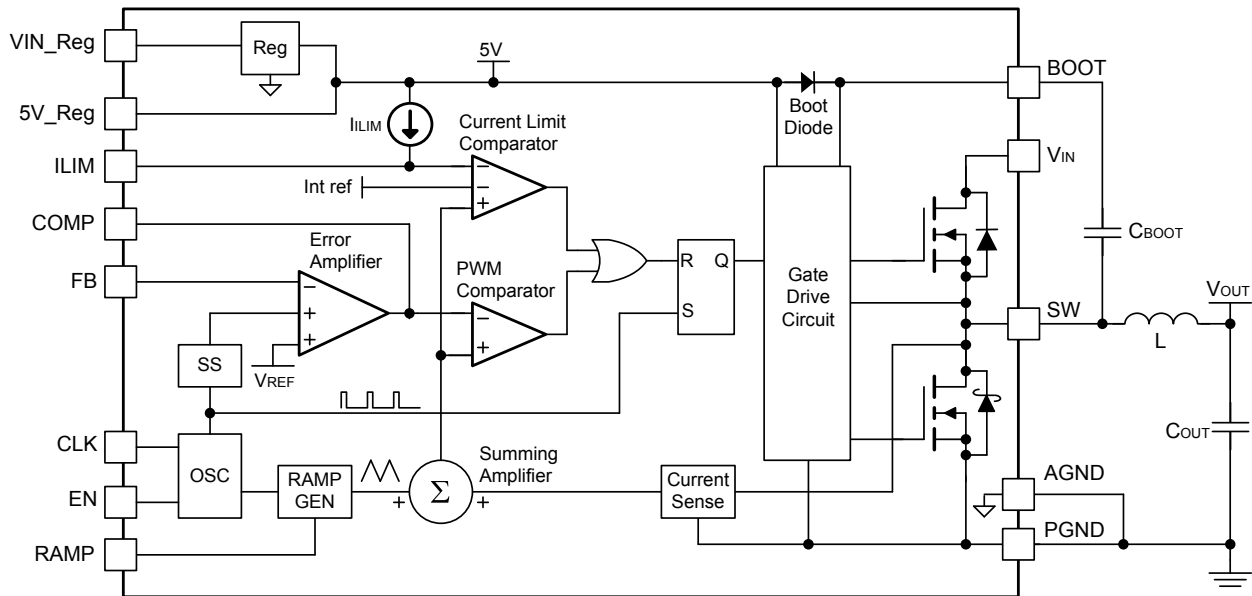 VIN_Reg
Reg
5V_Reg
5V
BOOT
Boot
Diode
IILIM
Current Limit
Comparator
ILIM
VIN
Int ref
−
−
+
COMP
CBOOT
Error
Amplifier
FB
−
+
+
PWM
Comparator
−
+
R
Q
S
Gate
Drive
Circuit
SW
VOUT
L
SS
VREF
COUT
CLK
OSC
EN
RAMP
GEN
+
Σ
+
Summing
Amplifier
Current
Sense
AGND
RAMP
PGND